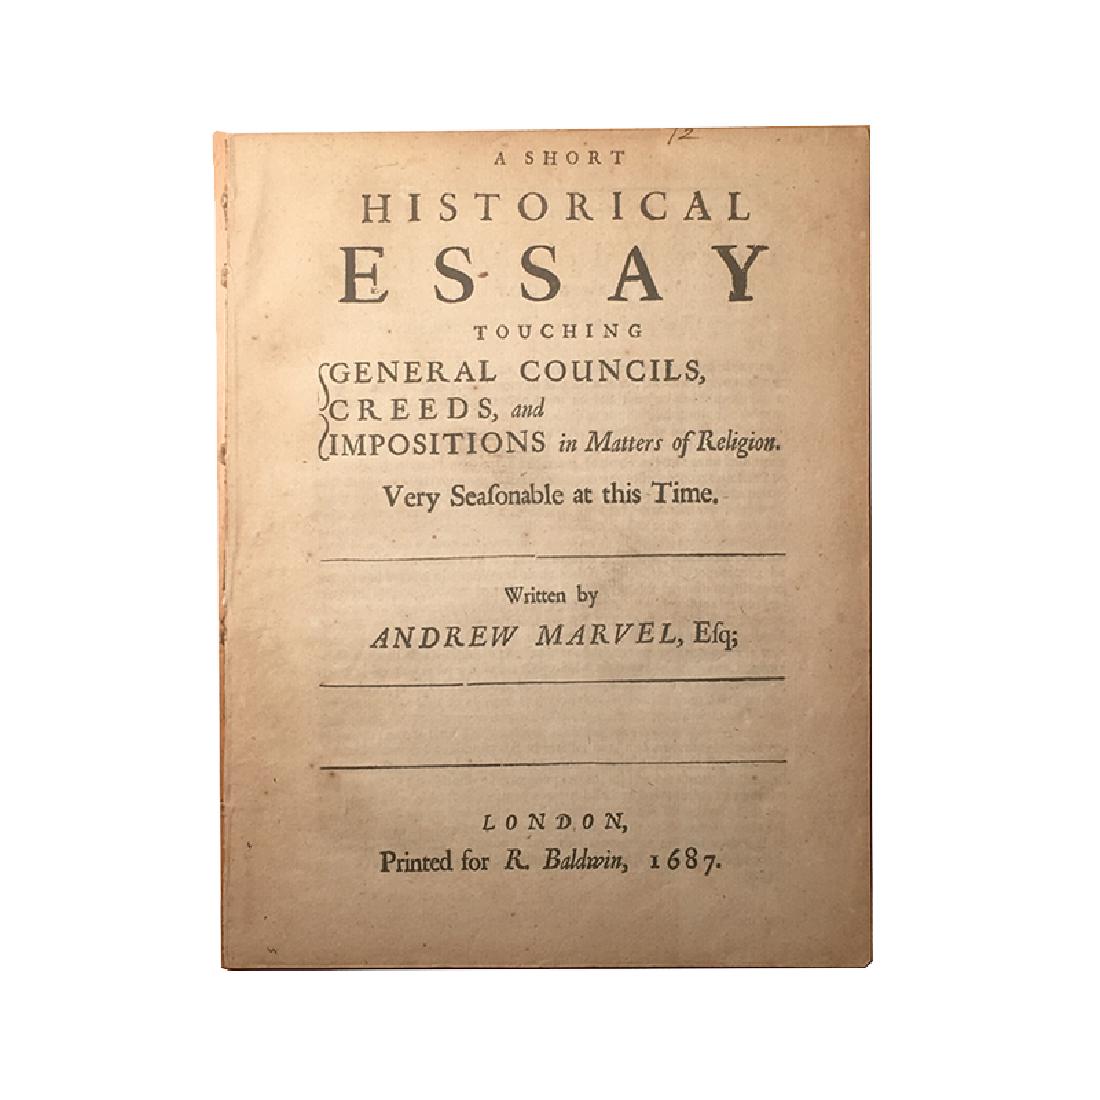 12
A SHORT
HISTORICAL
ESSAY
TOUCHING
GENERAL COUNCILS,
CREEDS, and
IMPOSITIONS in Matters of Religion.
Very Seaſonable at this Time.
Written by
ANDREW MARVEL, Eſq;
LONDON,
Printed for R. Baldwin, 1687.